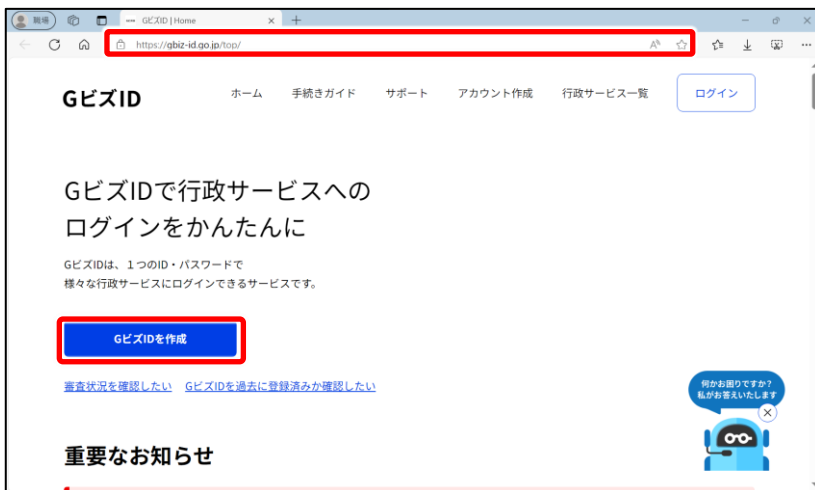 職場
GビズID | Home
https://gbiz-id.go.jp/top/
GビズID
ホーム
手続きガイド
サポート
アカウント作成
行政サービス一覧
ログイン
GビズIDで行政サービスへの
ログインをかんたんに
GビズIDは、１つのID・パスワードで
様々な行政サービスにログインできるサービスです。
GビズIDを作成
審査状況を確認したい GビズIDを過去に登録済みか確認したい
何かお困りですか？
私がお答えいたします
重要なお知らせ